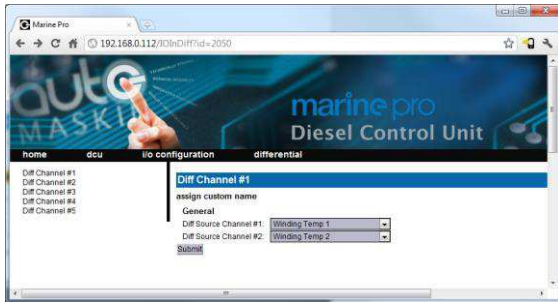 Marine Pro
192.168.0.112/IOInDiff?id=2050
auto
MASKIN
marine pro
Diesel Control Unit
home dcu i/o configuration differential
Diff Channel #1
Diff Channel #2
Diff Channel #3
Diff Channel #4
Diff Channel #5
Diff Channel #1
assign custom name
General
Diff Source Channel #1: Winding Temp 1
Diff Source Channel #2: Winding Temp 2
Submit